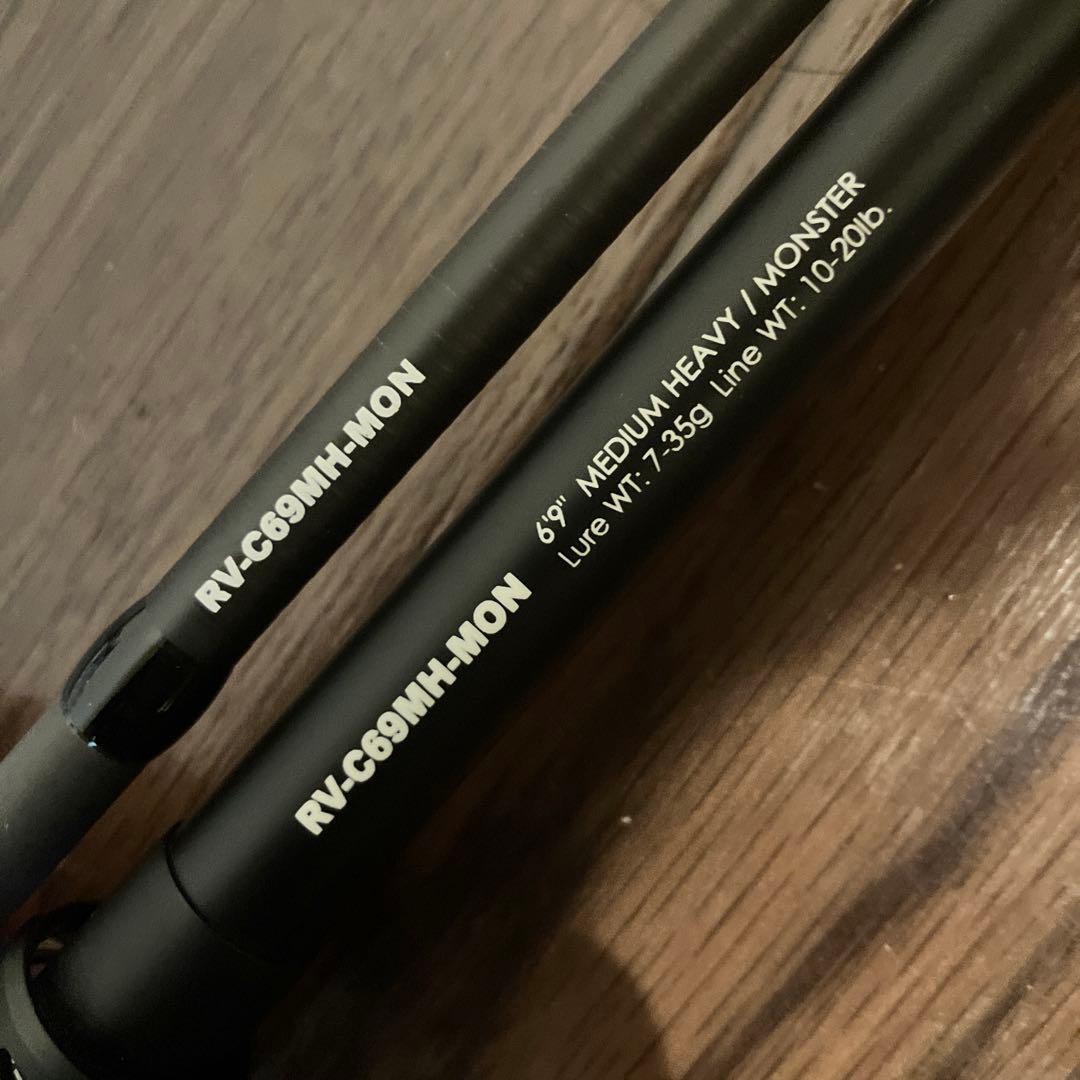 RV-C69MH-MON
RV-C69MH-MON
6'9" MEDIUM HEAVY / MONSTER
Lure WT: 7-35g Line WT: 10-20lb.